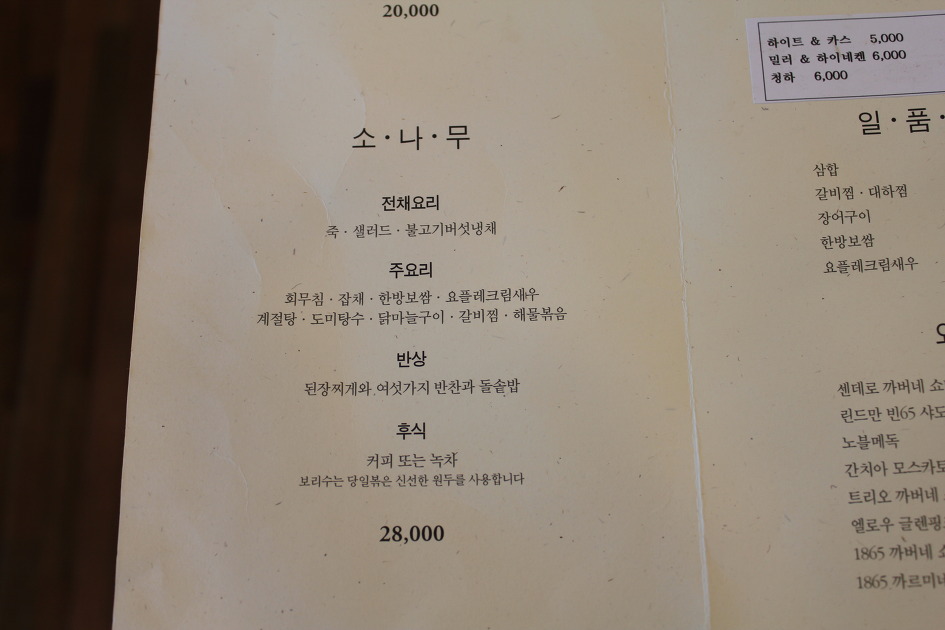 20,000
소·나·무
전채요리
죽 · 샐러드 · 불고기버섯냉채
주요리
회무침 · 잡채 · 한방보쌈 · 요플레크림새우
계절탕 · 도미탕수 · 닭마늘구이 · 갈비찜 · 해물볶음
반상
된장찌게와 여섯가지 반찬과 돌솥밥
후식
커피 또는 녹차
보리수는 당일볶은 신선한 원두를 사용합니다
28,000
하이트 & 카스 5,000
밀러 & 하이네켄 6,000
청하 6,000
일·품·
삼합
갈비찜 · 대하찜
장어구이
한방보쌈
요플레크림새우
센데로 까버네
린드만 빈65 샤도
노블메독
간치아 모스카토
트리오 까버네
옐로우 글렌핑
1865 까버네
1865 까르미네